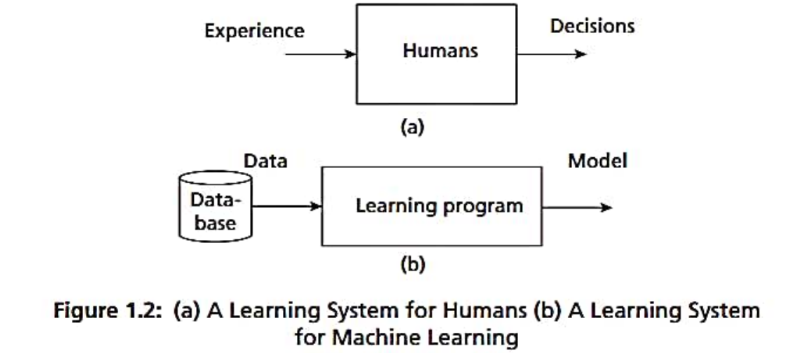 Experience
Humans
Decisions
(a)
Data
Model
Data-
base
Learning program
(b)
Figure 1.2: (a) A Learning System for Humans (b) A Learning System
for Machine Learning